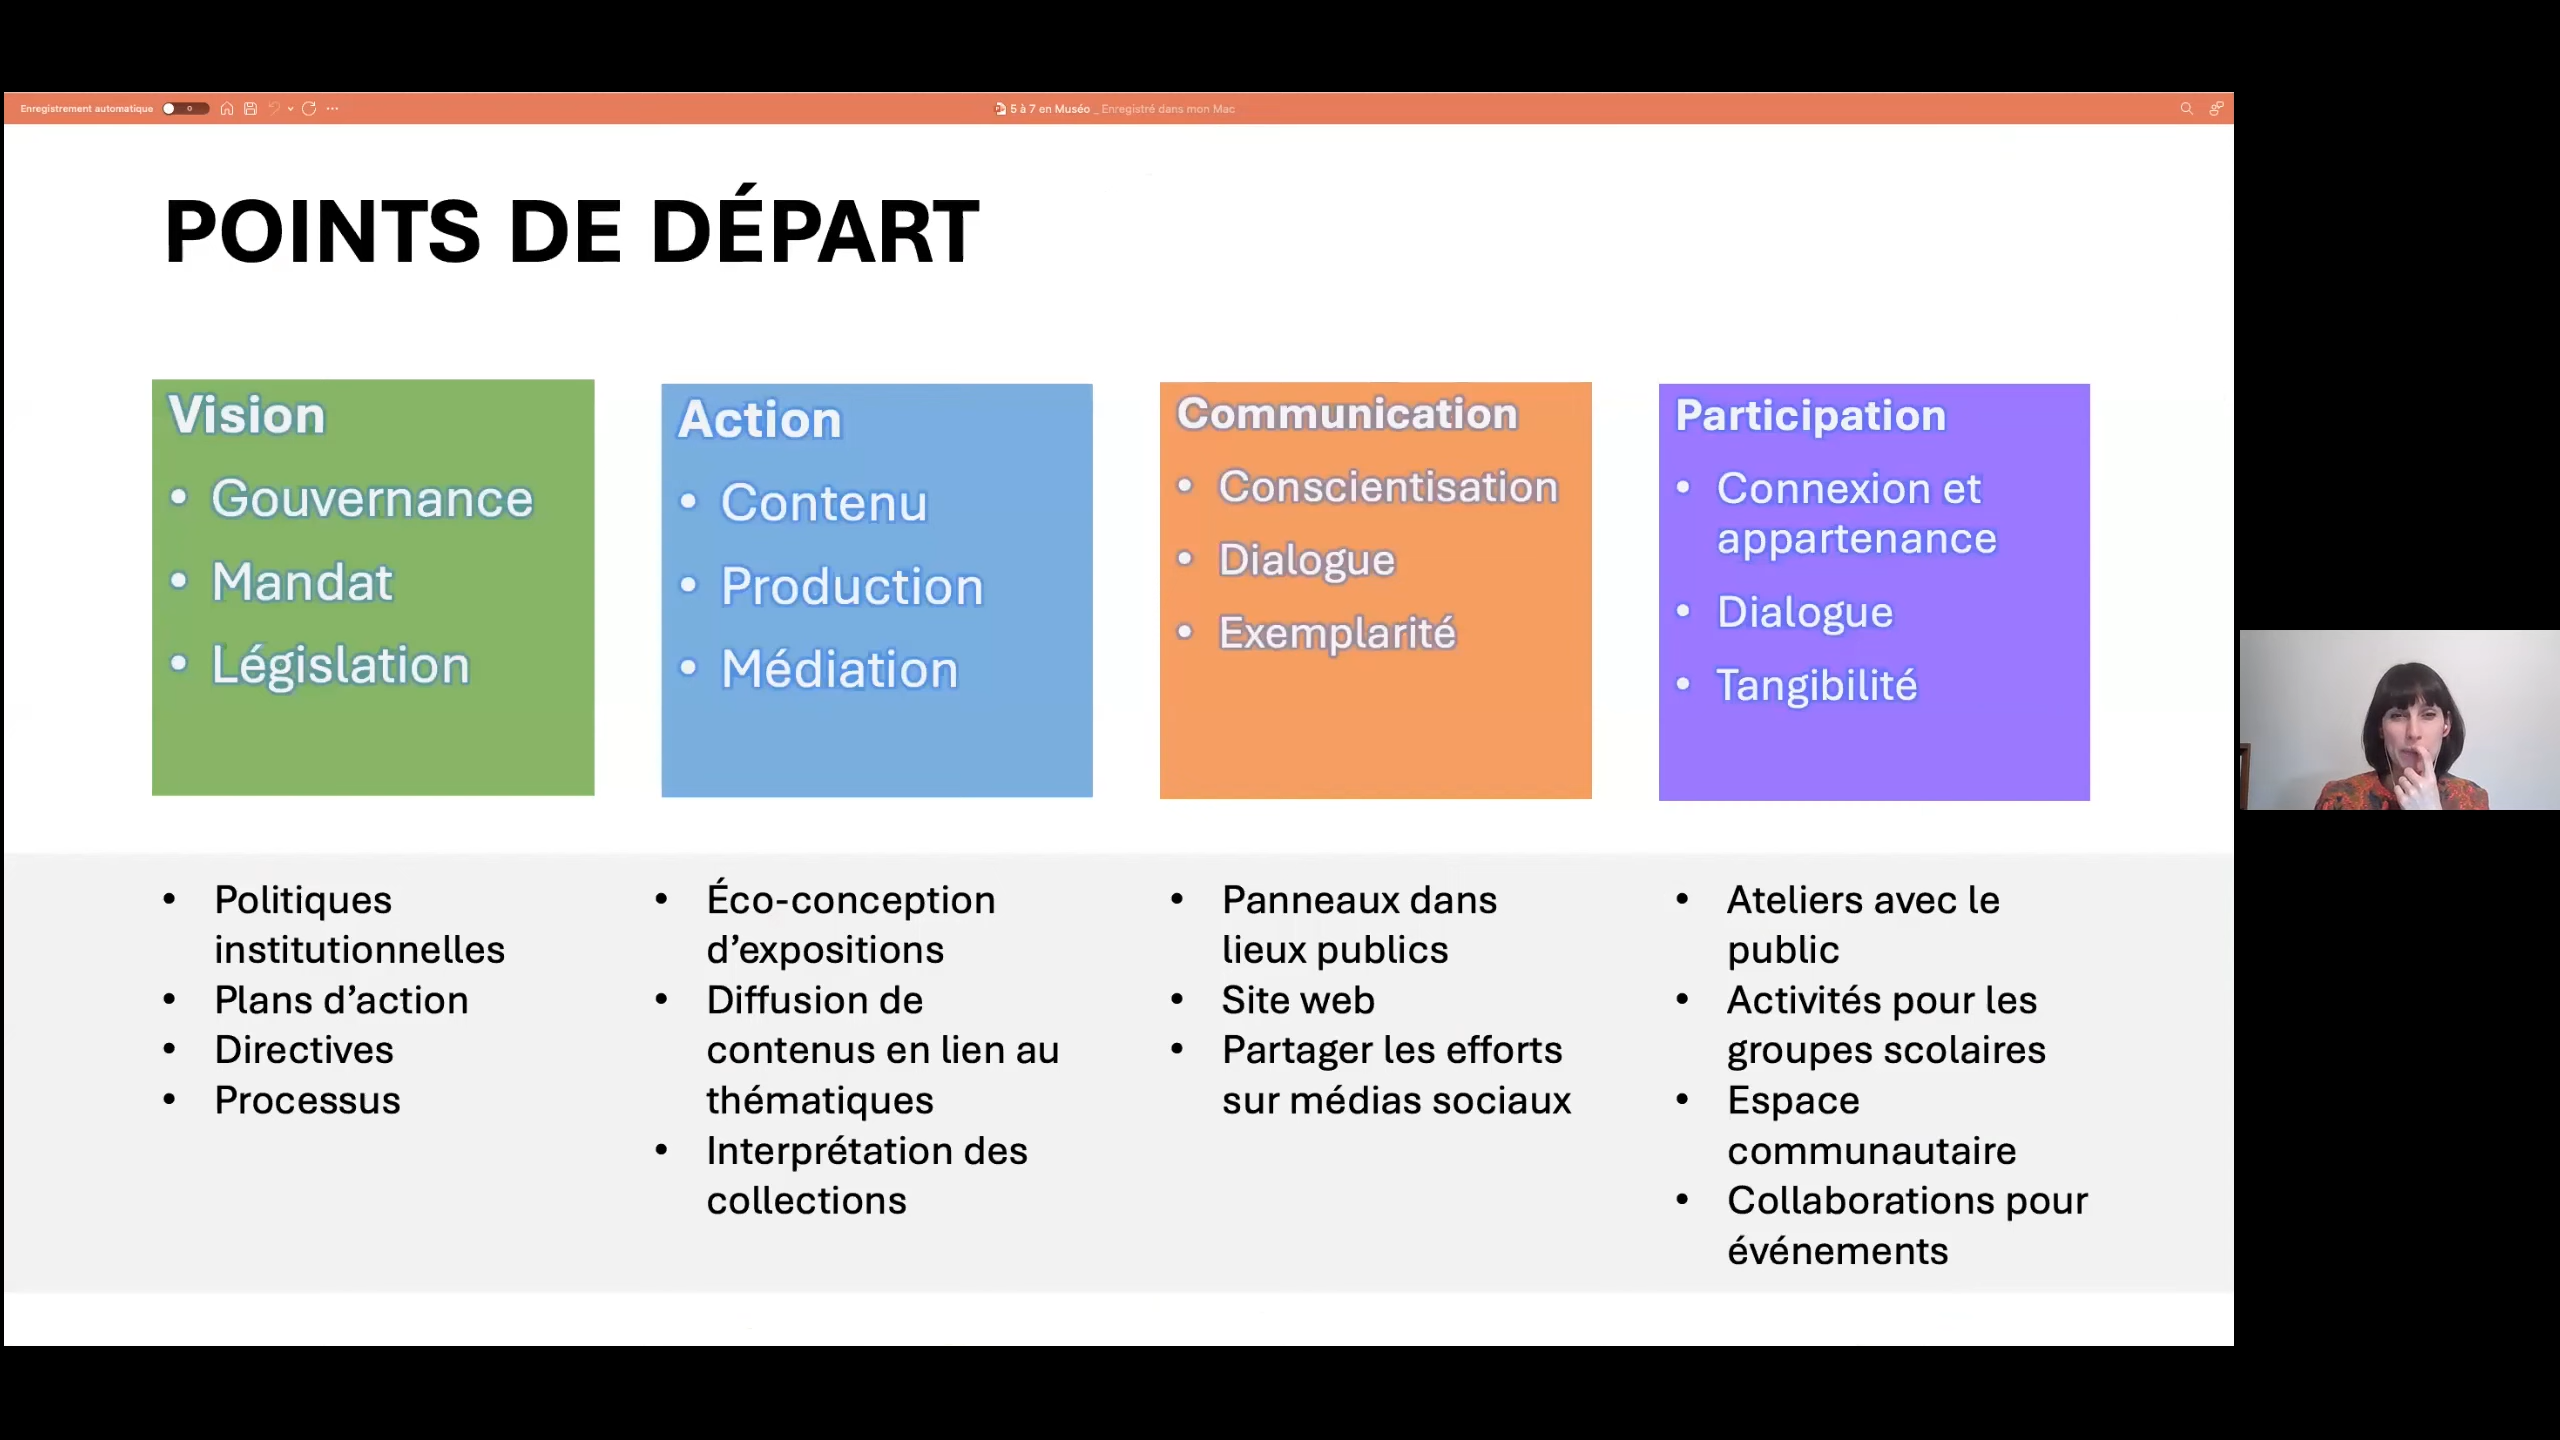 Enregistrement automatique
5 à 7 en Muséo _ Enregistré dans mon Mac
POINTS DE DÉPART
Vision
• Gouvernance
• Mandat
• Législation
Action
• Contenu
• Production
• Médiation
Communication
• Conscientisation
• Dialogue
• Exemplarité
Participation
• Connexion et
appartenance
• Dialogue
• Tangibilité
• Politiques
institutionnelles
• Plans d’action
• Directives
• Processus
• Éco-conception
d’expositions
• Diffusion de
contenus en lien au
thématiques
• Interprétation des
collections
• Panneaux dans
lieux publics
• Site web
• Partager les efforts
sur médias sociaux
• Ateliers avec le
public
• Activités pour les
groupes scolaires
• Espace
communautaire
• Collaborations pour
événements